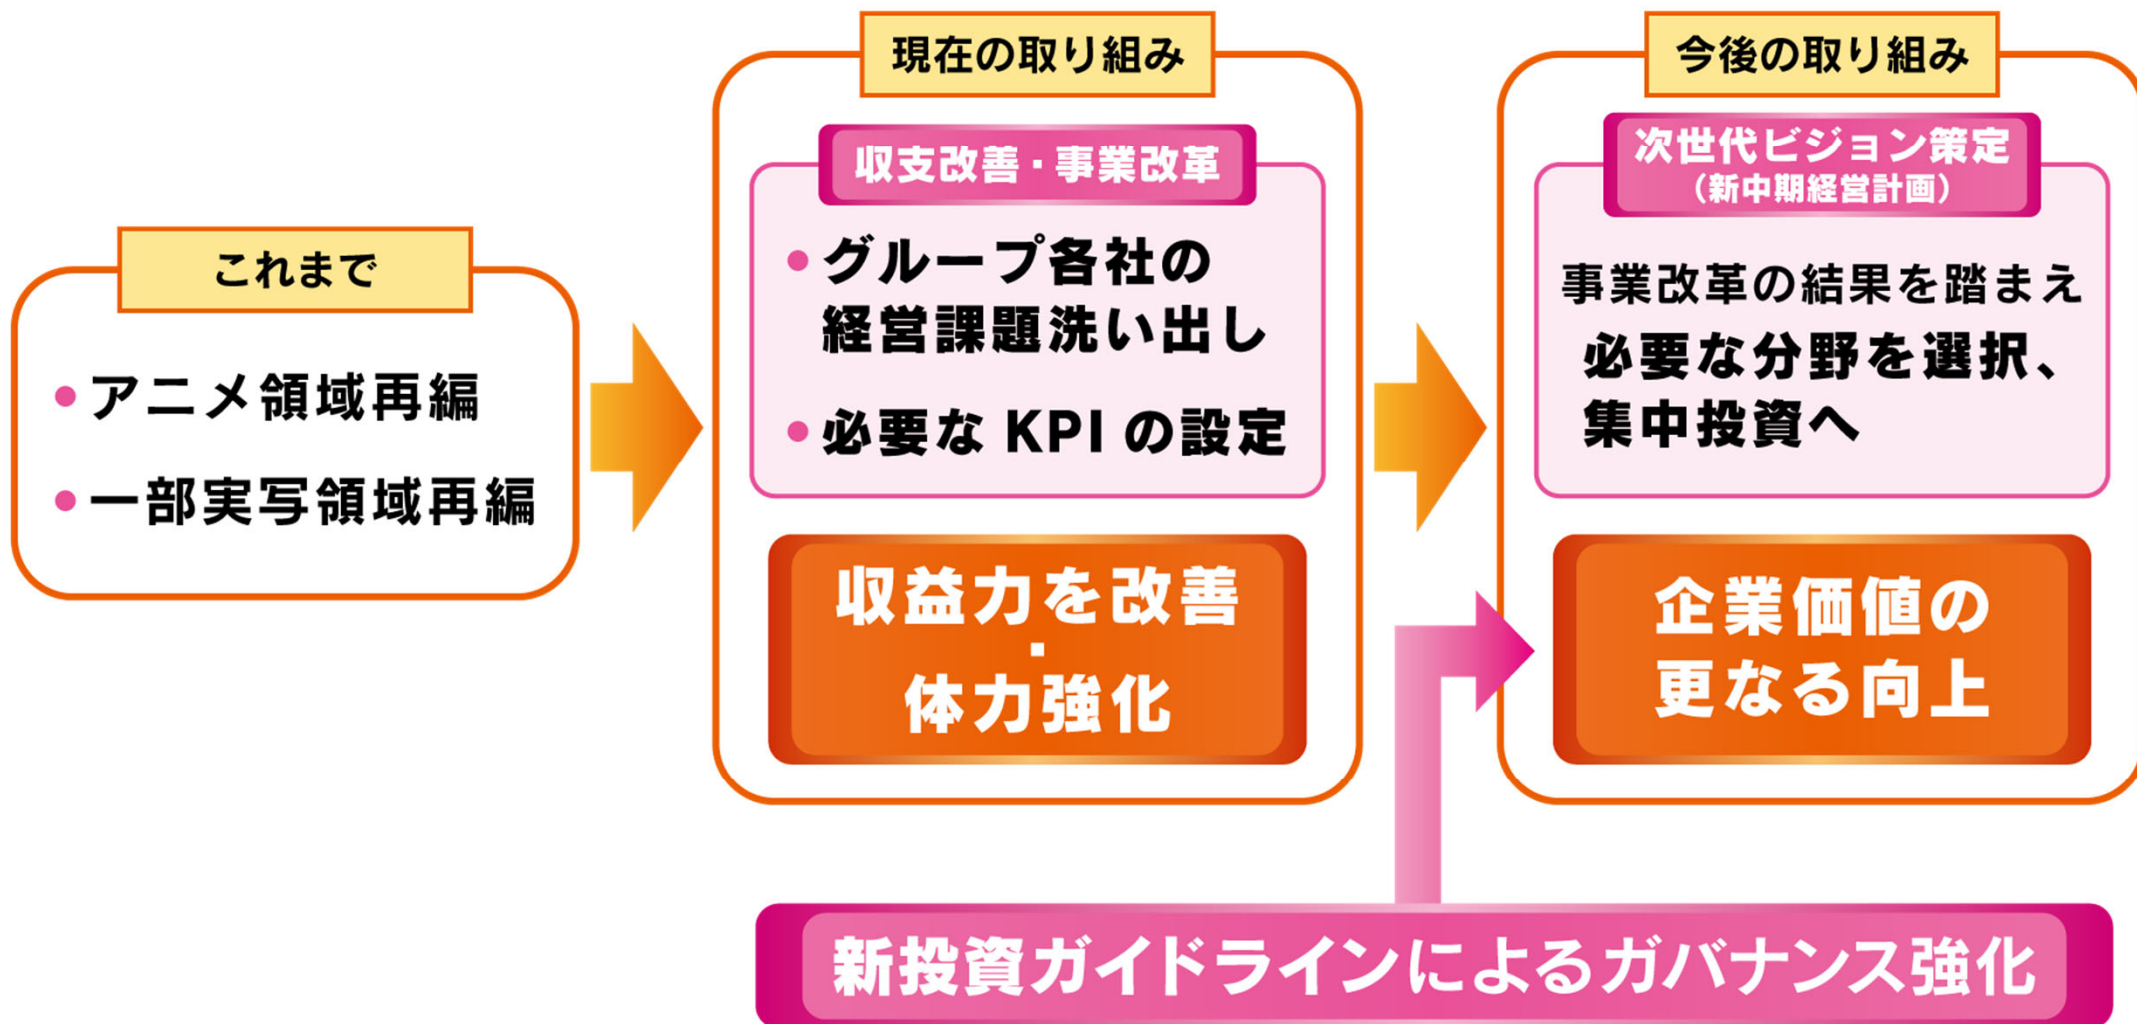 これまで
・アニメ領域再編
・一部実写領域再編
現在の取り組み
収支改善・事業改革
・グループ各社の
経営課題洗い出し
・必要な KPI の設定
収益力を改善
・
体力強化
今後の取り組み
次世代ビジョン策定
(新中期経営計画)
事業改革の結果を踏まえ
必要な分野を選択、
集中投資へ
企業価値の
更なる向上
新投資ガイドラインによるガバナンス強化